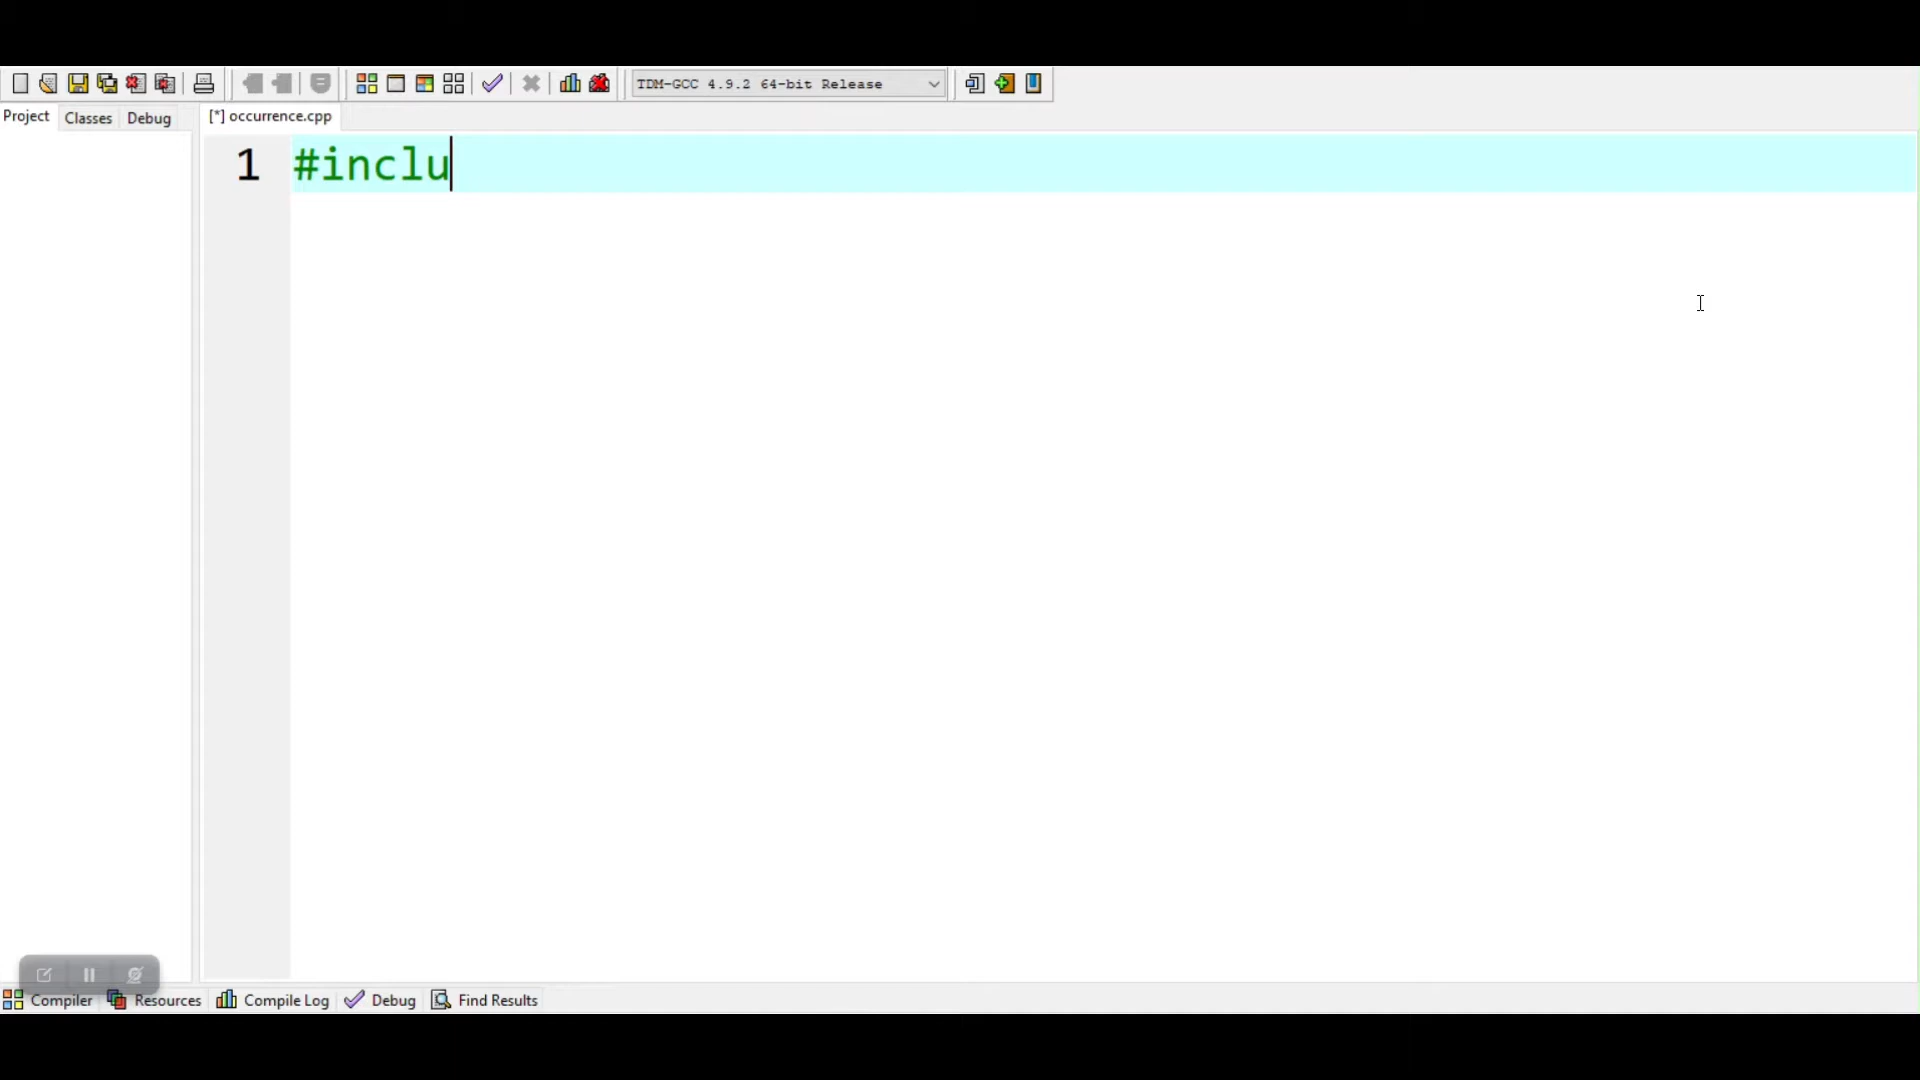 TDM-GCC 4.9.2 64-bit Release
Project Classes Debug [*] occurrence.cpp
1 #inclu
Compiler Resources Compile Log Debug Find Results